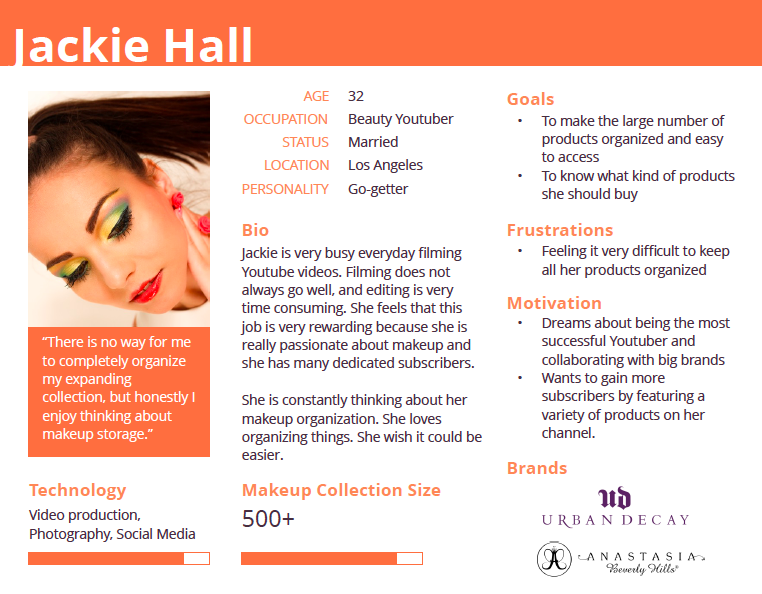 Jackie Hall
“There is no way for me
to completely organize
my expanding
collection, but honestly I
enjoy thinking about
makeup storage.”
Technology
Video production,
Photography, Social Media
AGE 32
OCCUPATION Beauty Youtuber
STATUS Married
LOCATION Los Angeles
PERSONALITY Go-getter
Bio
Jackie is very busy everyday filming
Youtube videos. Filming does not
always go well, and editing is very
time consuming. She feels that this
job is very rewarding because she is
really passionate about makeup and
she has many dedicated subscribers.
She is constantly thinking about her
makeup organization. She loves
organizing things. She wish it could be
easier.
Makeup Collection Size
500+
Goals
• To make the large number of
products organized and easy
to access
• To know what kind of products
she should buy
Frustrations
• Feeling it very difficult to keep
all her products organized
Motivation
• Dreams about being the most
successful Youtuber and
collaborating with big brands
• Wants to gain more
subscribers by featuring a
variety of products on her
channel.
Brands
UD
URBAN DECAY
ANASTASIA
Beverly Hills®